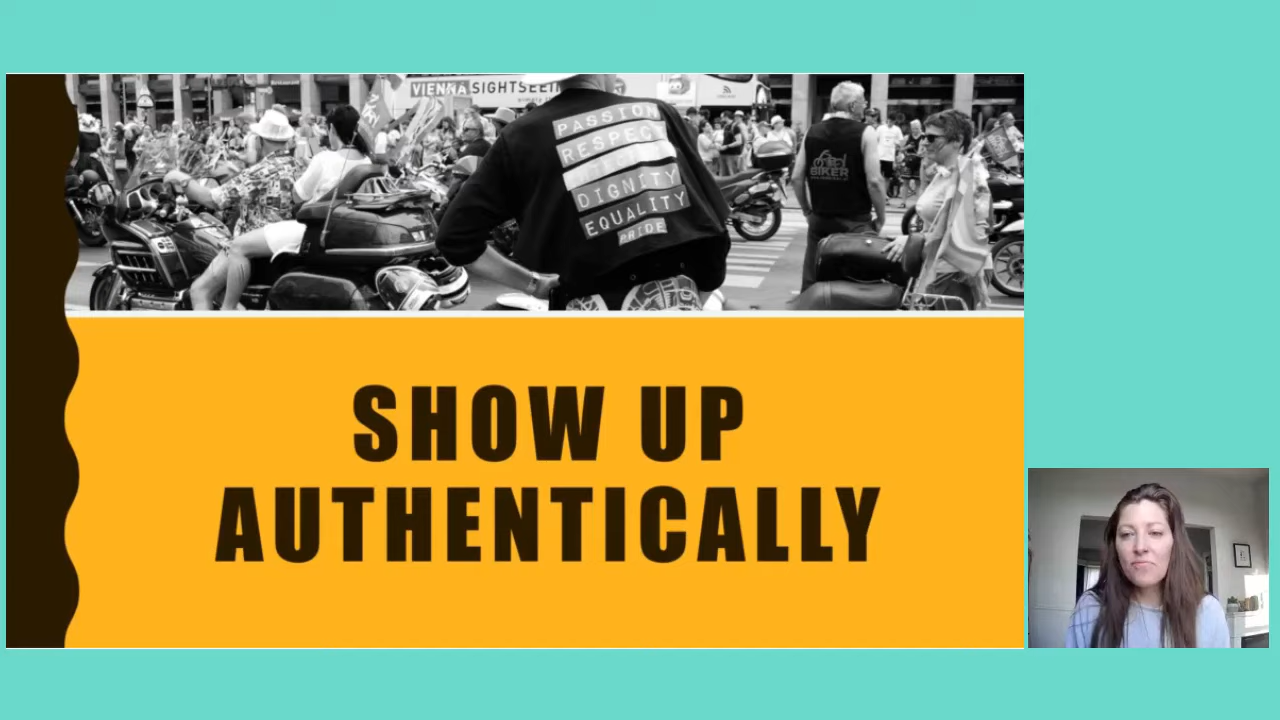 VIENNA SIGHTSEEIN
PASSION
RESPECT
DIGNITY
EQUALITY
PRIDE
BIKER
SHOW UP
AUTHENTICALLY